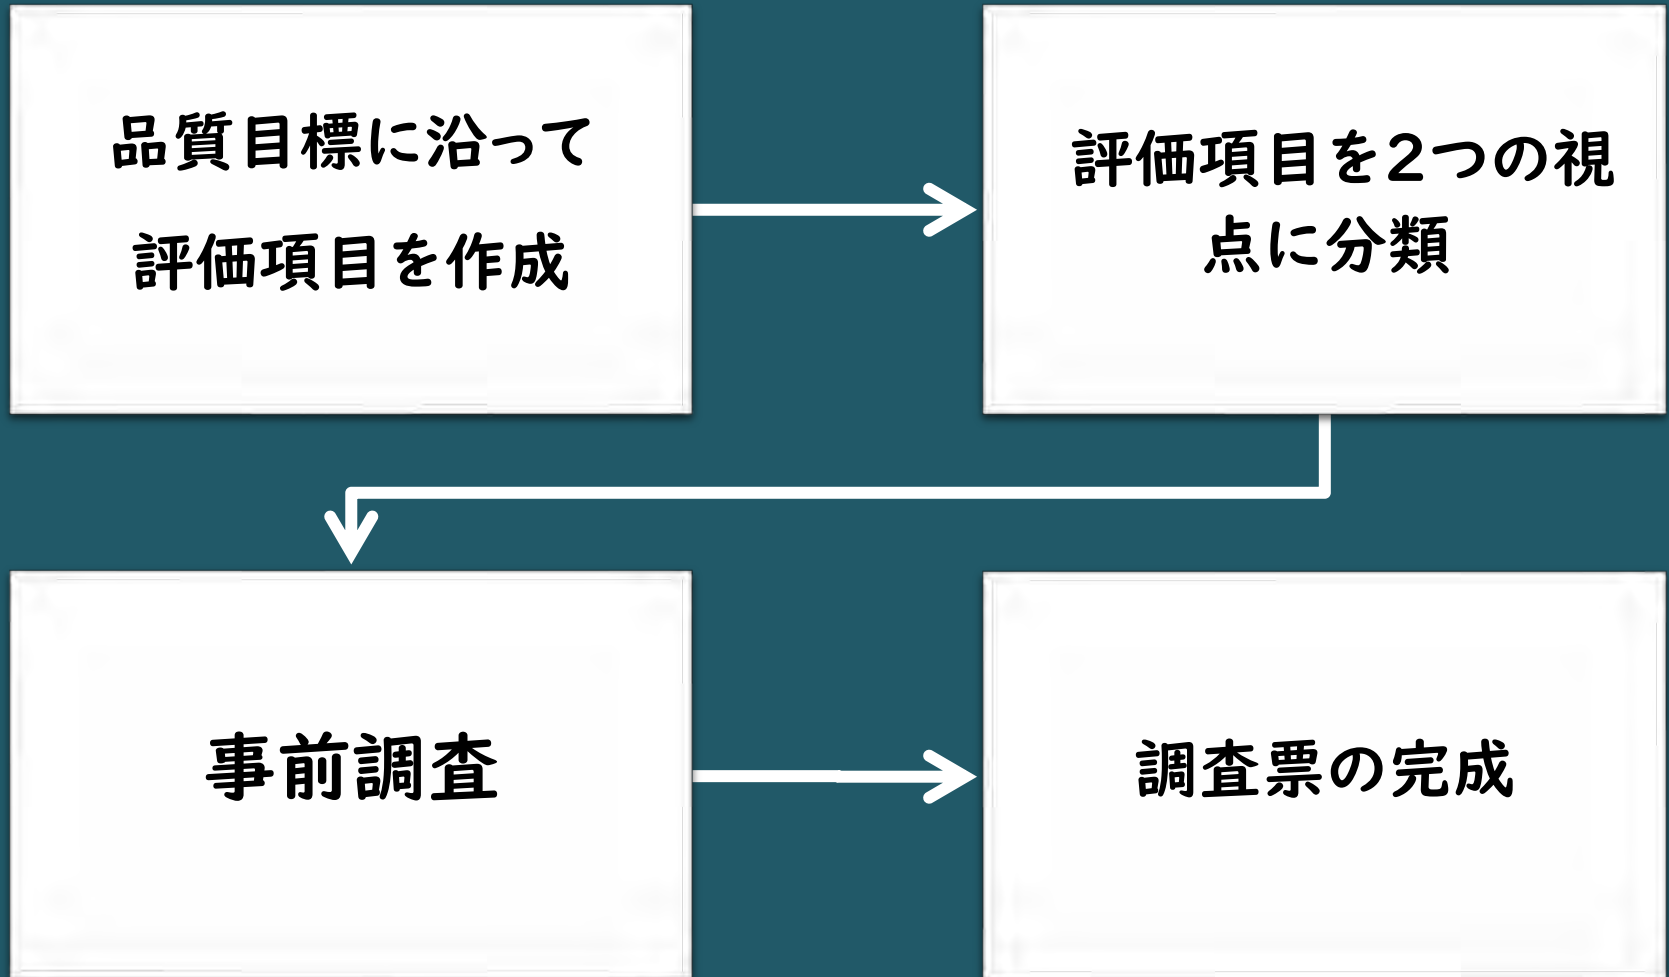 品質目標に沿って
評価項目を作成
評価項目を2つの視
点に分類
事前調査
調査票の完成